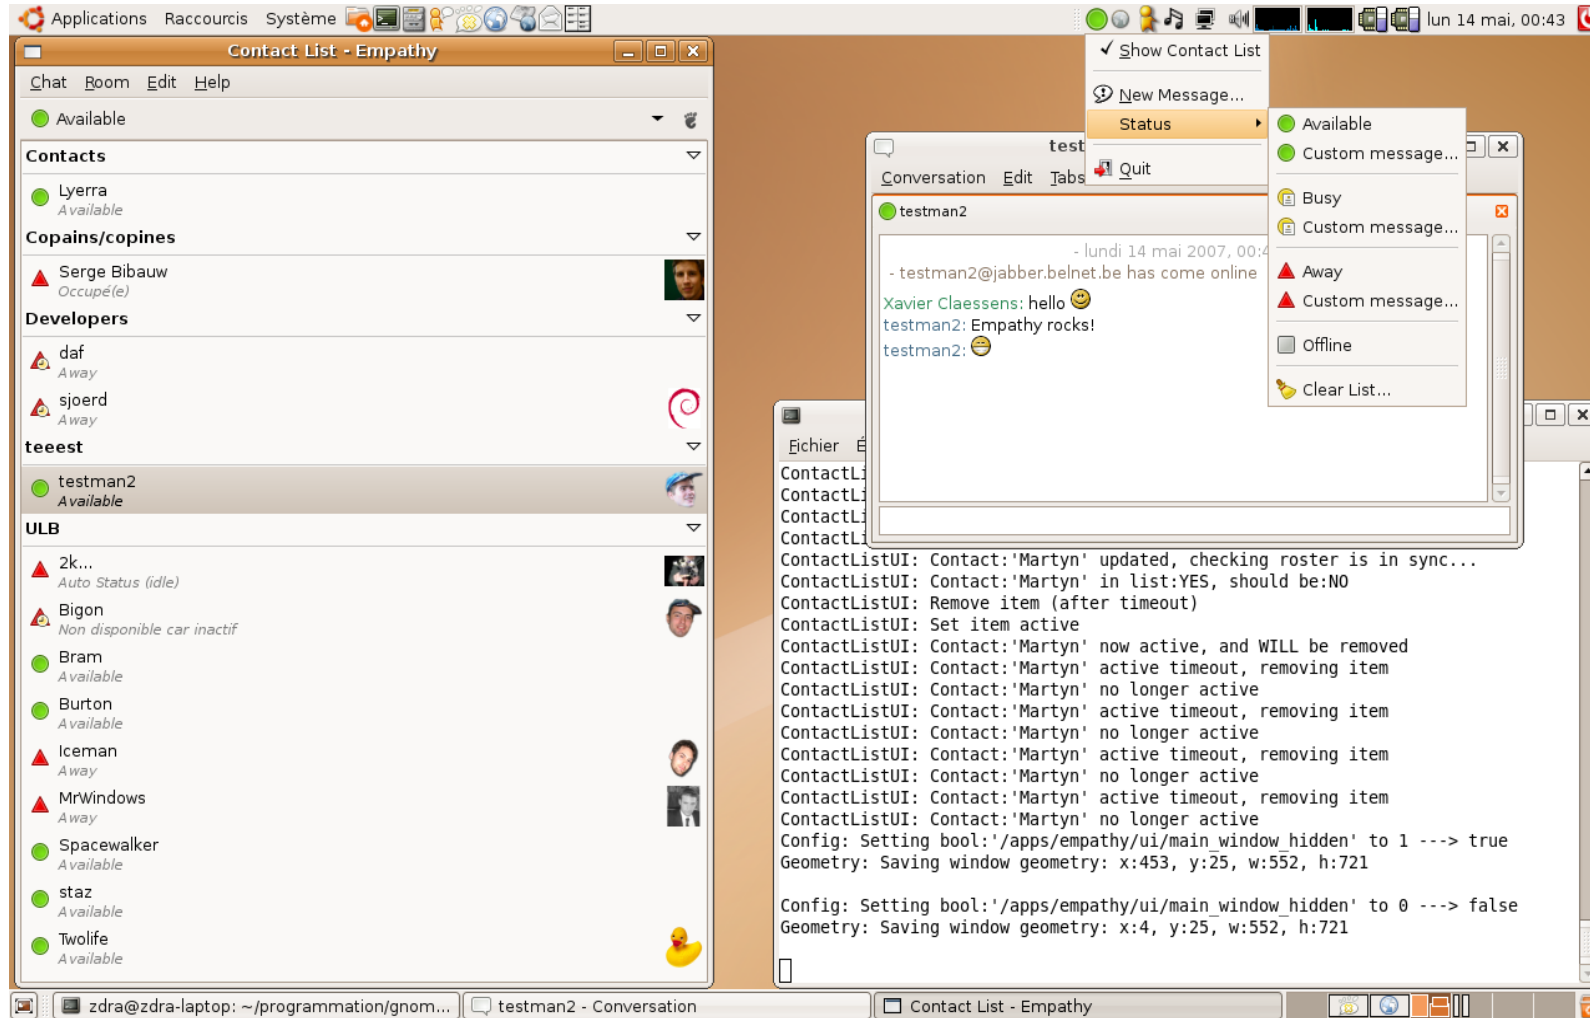 Applications Raccourcis Système
lun 14 mai, 00:43
Contact List - Empathy
Chat Room Edit Help
Available
Contacts
Lyerra
Available
Copains/copines
Serge Bibauw
Occupé(e)
Developers
daf
Away
sjoerd
Away
teeest
testman2
Available
ULB
2k...
Auto Status (idle)
Bigon
Non disponible car inactif
Bram
Available
Burton
Available
Iceman
Away
MrWindows
Away
Spacewalker
Available
staz
Available
Twolife
Available
Show Contact List
New Message...
Status
Quit
Available
Custom message...
Busy
Custom message...
Away
Custom message...
Offline
Clear List...
test
Conversation Edit Tabs
testman2
- lundi 14 mai 2007, 00:4
- testman2@jabber.belnet.be has come online
Xavier Claessens: hello
testman2: Empathy rocks!
testman2:
Fichier É
ContactLi
ContactLi
ContactLi
ContactLi
ContactListUI: Contact:'Martyn' updated, checking roster is in sync...
ContactListUI: Contact:'Martyn' in list:YES, should be:NO
ContactListUI: Remove item (after timeout)
ContactListUI: Set item active
ContactListUI: Contact:'Martyn' now active, and WILL be removed
ContactListUI: Contact:'Martyn' active timeout, removing item
ContactListUI: Contact:'Martyn' no longer active
ContactListUI: Contact:'Martyn' active timeout, removing item
ContactListUI: Contact:'Martyn' no longer active
ContactListUI: Contact:'Martyn' active timeout, removing item
ContactListUI: Contact:'Martyn' no longer active
ContactListUI: Contact:'Martyn' active timeout, removing item
ContactListUI: Contact:'Martyn' no longer active
Config: Setting bool:'/apps/empathy/ui/main_window_hidden' to 1 ---> true
Geometry: Saving window geometry: x:453, y:25, w:552, h:721
Config: Setting bool:'/apps/empathy/ui/main_window_hidden' to 0 ---> false
Geometry: Saving window geometry: x:4, y:25, w:552, h:721
zdra@zdra-laptop: ~/programmation/gnom...
testman2 - Conversation
Contact List - Empathy